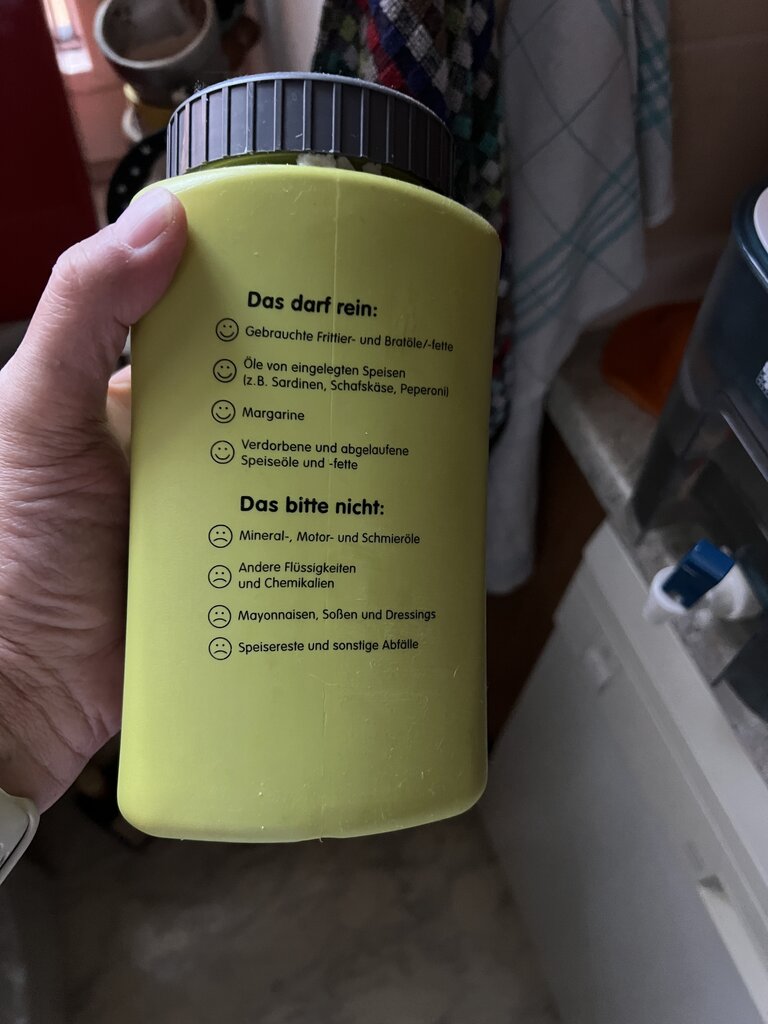 Das darf rein:
Gebrauchte Frittier- und Bratöle/-fette
Öle von eingelegten Speisen
(z.B. Sardinen, Schafskäse, Peperoni)
Margarine
Verdorbene und abgelaufene
Speiseöle und -fette
Das bitte nicht:
Mineral-, Motor- und Schmieröle
Andere Flüssigkeiten
und Chemikalien
Mayonnaisen, Soßen und Dressings
Speisereste und sonstige Abfälle